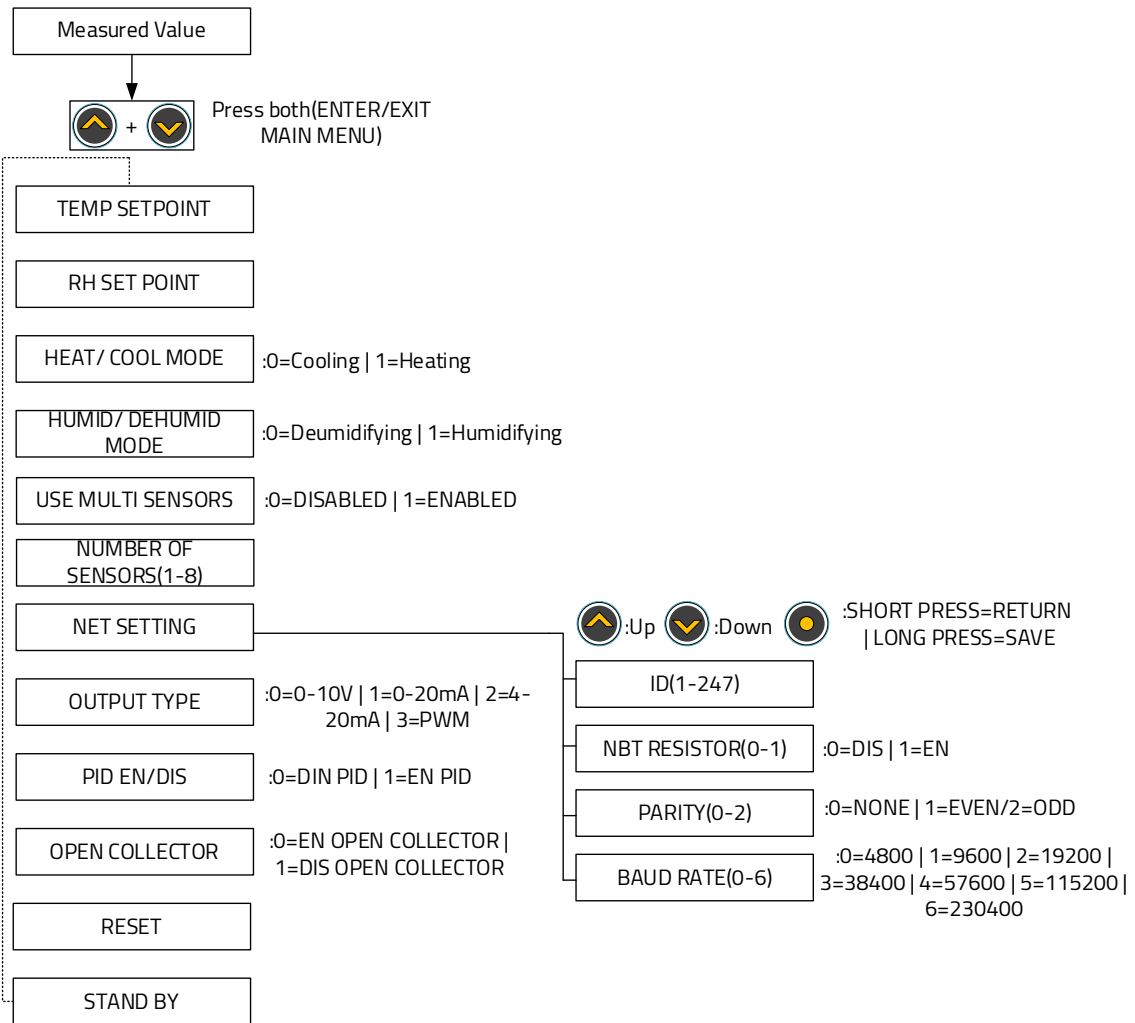 Measured Value
+
Press both(ENTER/EXIT
MAIN MENU)
TEMP SETPOINT
RH SET POINT
HEAT/ COOL MODE
:0=Cooling | 1=Heating
HUMID/ DEHUMID
MODE
:0=Deumidifying | 1=Humidifying
USE MULTI SENSORS
:0=DISABLED | 1=ENABLED
NUMBER OF
SENSORS(1-8)
NET SETTING
:Up
:Down
:SHORT PRESS=RETURN
| LONG PRESS=SAVE
ID(1-247)
NBT RESISTOR(0-1)
:0=DIS | 1=EN
PARITY(0-2)
:0=NONE | 1=EVEN/2=ODD
BAUD RATE(0-6)
:0=4800 | 1=9600 | 2=19200 |
3=38400 | 4=57600 | 5=115200 |
6=230400
OUTPUT TYPE
:0=0-10V | 1=0-20mA | 2=4-
20mA | 3=PWM
PID EN/DIS
:0=DIN PID | 1=EN PID
OPEN COLLECTOR
:0=EN OPEN COLLECTOR |
1=DIS OPEN COLLECTOR
RESET
STAND BY